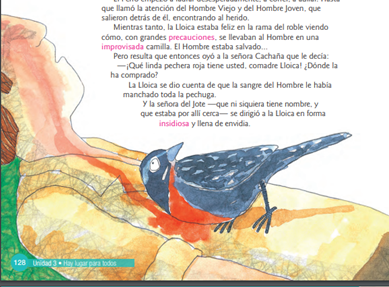 que llamó la atención del Hombre Viejo y del Hombre Joven, que
salieron detrás de él, encontrando al herido.
Mientras tanto, la Lloica estaba feliz en la rama del roble viendo
cómo, con grandes precauciones, se llevaban al Hombre en una
improvisada camilla. El Hombre estaba salvado...
Pero resulta que entonces oyó a la señora Cachaña que le decía:
—¡Qué linda pechera roja tiene usted, comadre Lloica! ¿Dónde la
ha comprado?
La Lloica se dio cuenta de que la sangre del Hombre le había
manchado toda la pechuga.
Y la señora del Jote —que ni siquiera tiene nombre, y
que estaba por allí cerca— se dirigió a la Lloica en forma
insidiosa y llena de envidia.
128 Unidad 3 • Hay lugar para todos